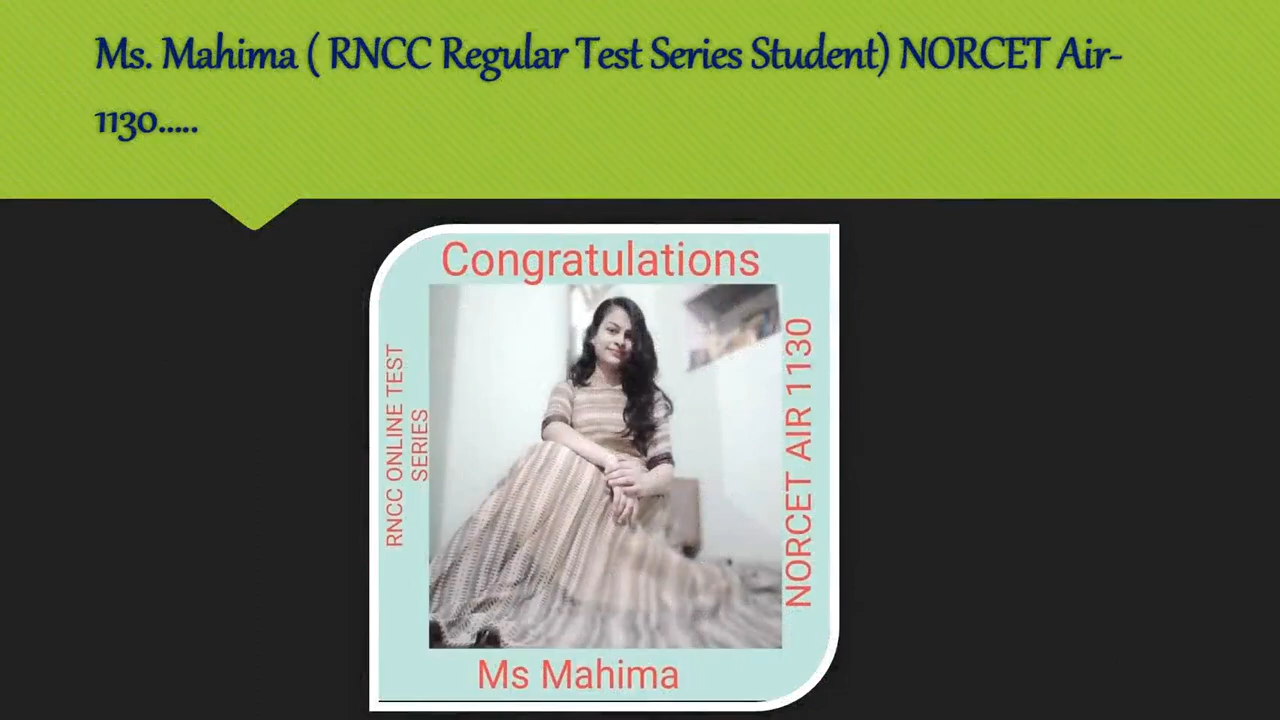 Ms. Mahima ( RNCC Regular Test Series Student) NORCET Air-
1130.....
Congratulations
RNCC ONLINE TEST
SERIES
NORCET AIR 1130
Ms Mahima